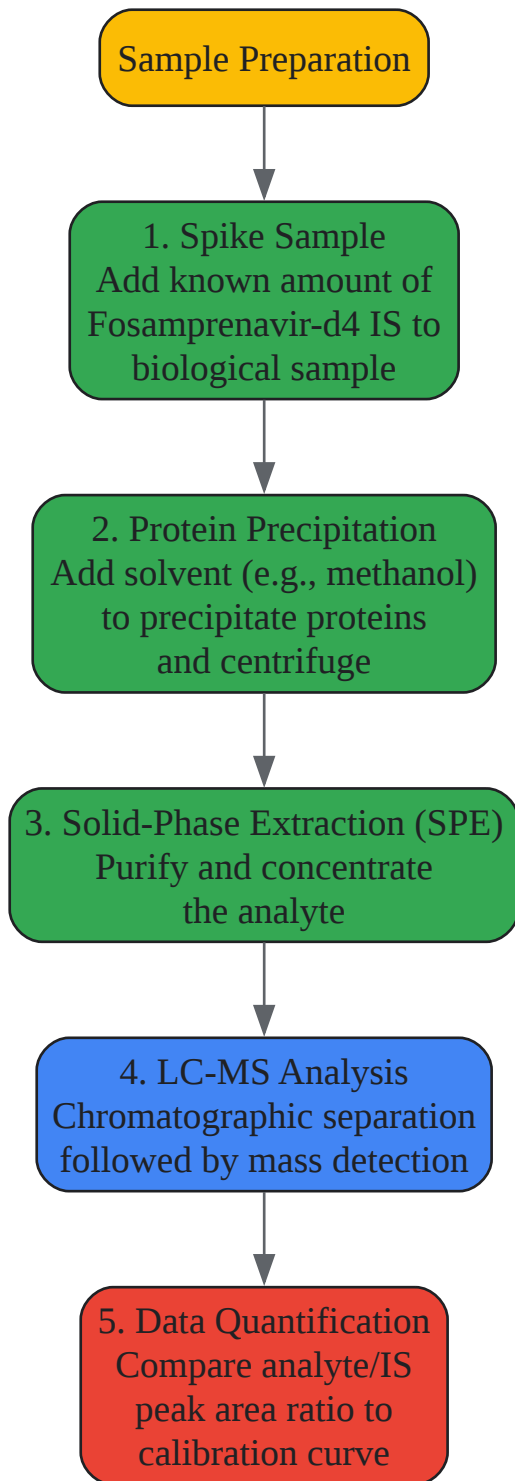 Sample Preparation
1. Spike Sample
Add known amount of
Fosamprenavir-d4 IS to
biological sample
2. Protein Precipitation
Add solvent (e.g., methanol)
to precipitate proteins
and centrifuge
3. Solid-Phase Extraction (SPE)
Purify and concentrate
the analyte
4. LC-MS Analysis
Chromatographic separation
followed by mass detection
5. Data Quantification
Compare analyte/IS
peak area ratio to
calibration curve